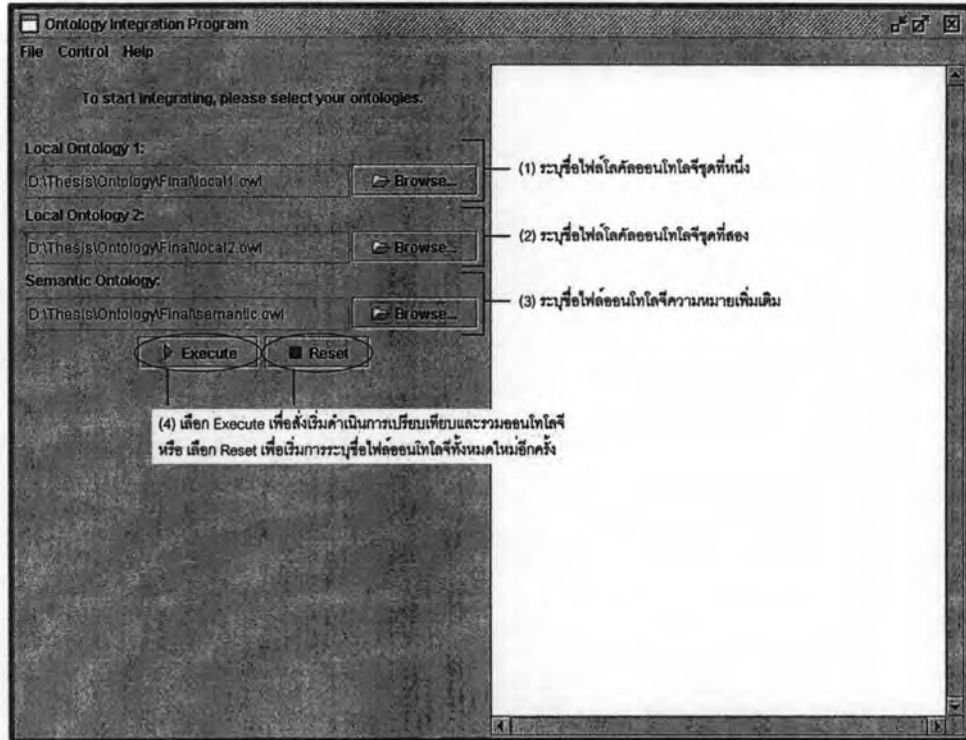 Ontology Integration Program
File Control Help
To start integrating, please select your ontologies.
Local Ontology 1:
D:\Thesis\Ontology\Final\local1.owl Browse...
(1) ระบุชื่อไฟล์โลคัลออนโทโลจีชุดที่หนึ่ง
Local Ontology 2:
D:\Thesis\Ontology\Final\local2.owl Browse...
(2) ระบุชื่อไฟล์โลคัลออนโทโลจีชุดที่สอง
Semantic Ontology:
D:\Thesis\Ontology\Final\semantic.owl Browse...
(3) ระบุชื่อไฟล์ออนโทโลจีความหมายเพิ่มเติม
Execute Reset
(4) เลือก Execute เพื่อสั่งเริ่มดำเนินการเปรียบเทียบและรวมออนโทโลจี
หรือ เลือก Reset เพื่อเริ่มการระบุชื่อไฟล์ออนโทโลจีทั้งหมดใหม่อีกครั้ง